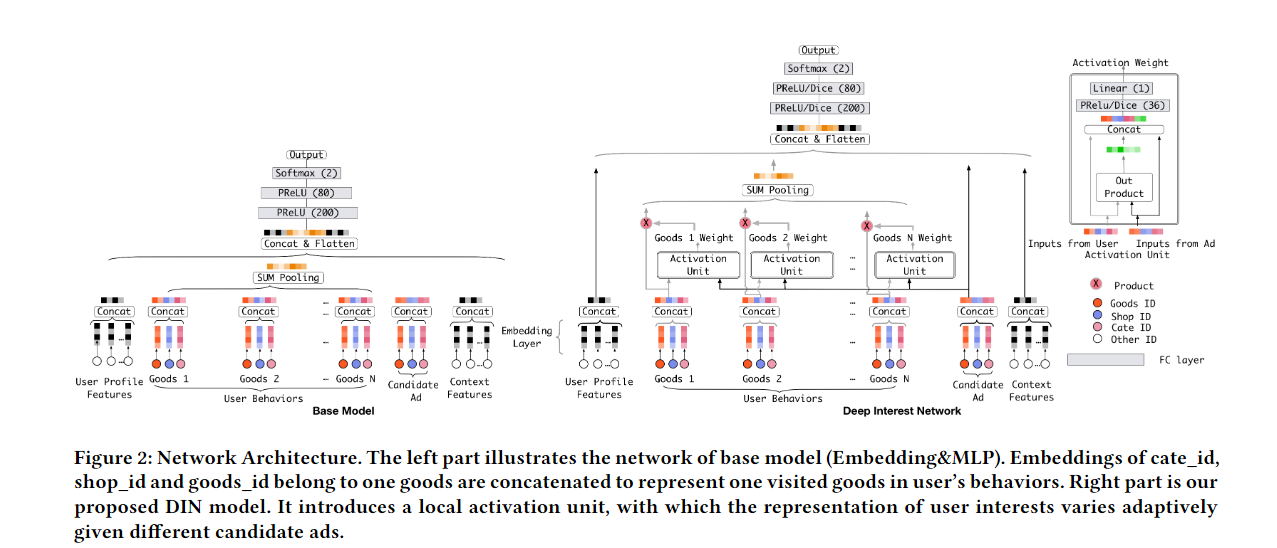 Output
Softmax (2)
PReLU (80)
PReLU (200)
Concat & Flatten
SUM Pooling
Concat Concat Concat … Concat Concat Concat
User Profile Features
Goods 1
Goods 2
… Goods N
User Behaviors
Candidate Ad
Context Features
Base Model
Embedding Layer
Output
Softmax (2)
PReLU/Dice (80)
PReLU/Dice (200)
Concat & Flatten
SUM Pooling
X X X
Goods 1 Weight
Goods 2 Weight
Goods N Weight
Activation Unit
Activation Unit
…
Activation Unit
Concat Concat Concat … Concat Concat Concat
User Profile Features
Goods 1
Goods 2
… Goods N
User Behaviors
Candidate Ad
Context Features
Deep Interest Network
Activation Weight
Linear (1)
PRelu/Dice (36)
Concat
Out
Product
Inputs from User Inputs from Ad
Activation Unit
X Product
Goods ID
Shop ID
Cate ID
Other ID
FC layer
Figure 2: Network Architecture. The left part illustrates the network of base model (Embedding&MLP). Embeddings of cate_id,
shop_id and goods_id belong to one goods are concatenated to represent one visited goods in user's behaviors. Right part is our
proposed DIN model. It introduces a local activation unit, with which the representation of user interests varies adaptively
given different candidate ads.